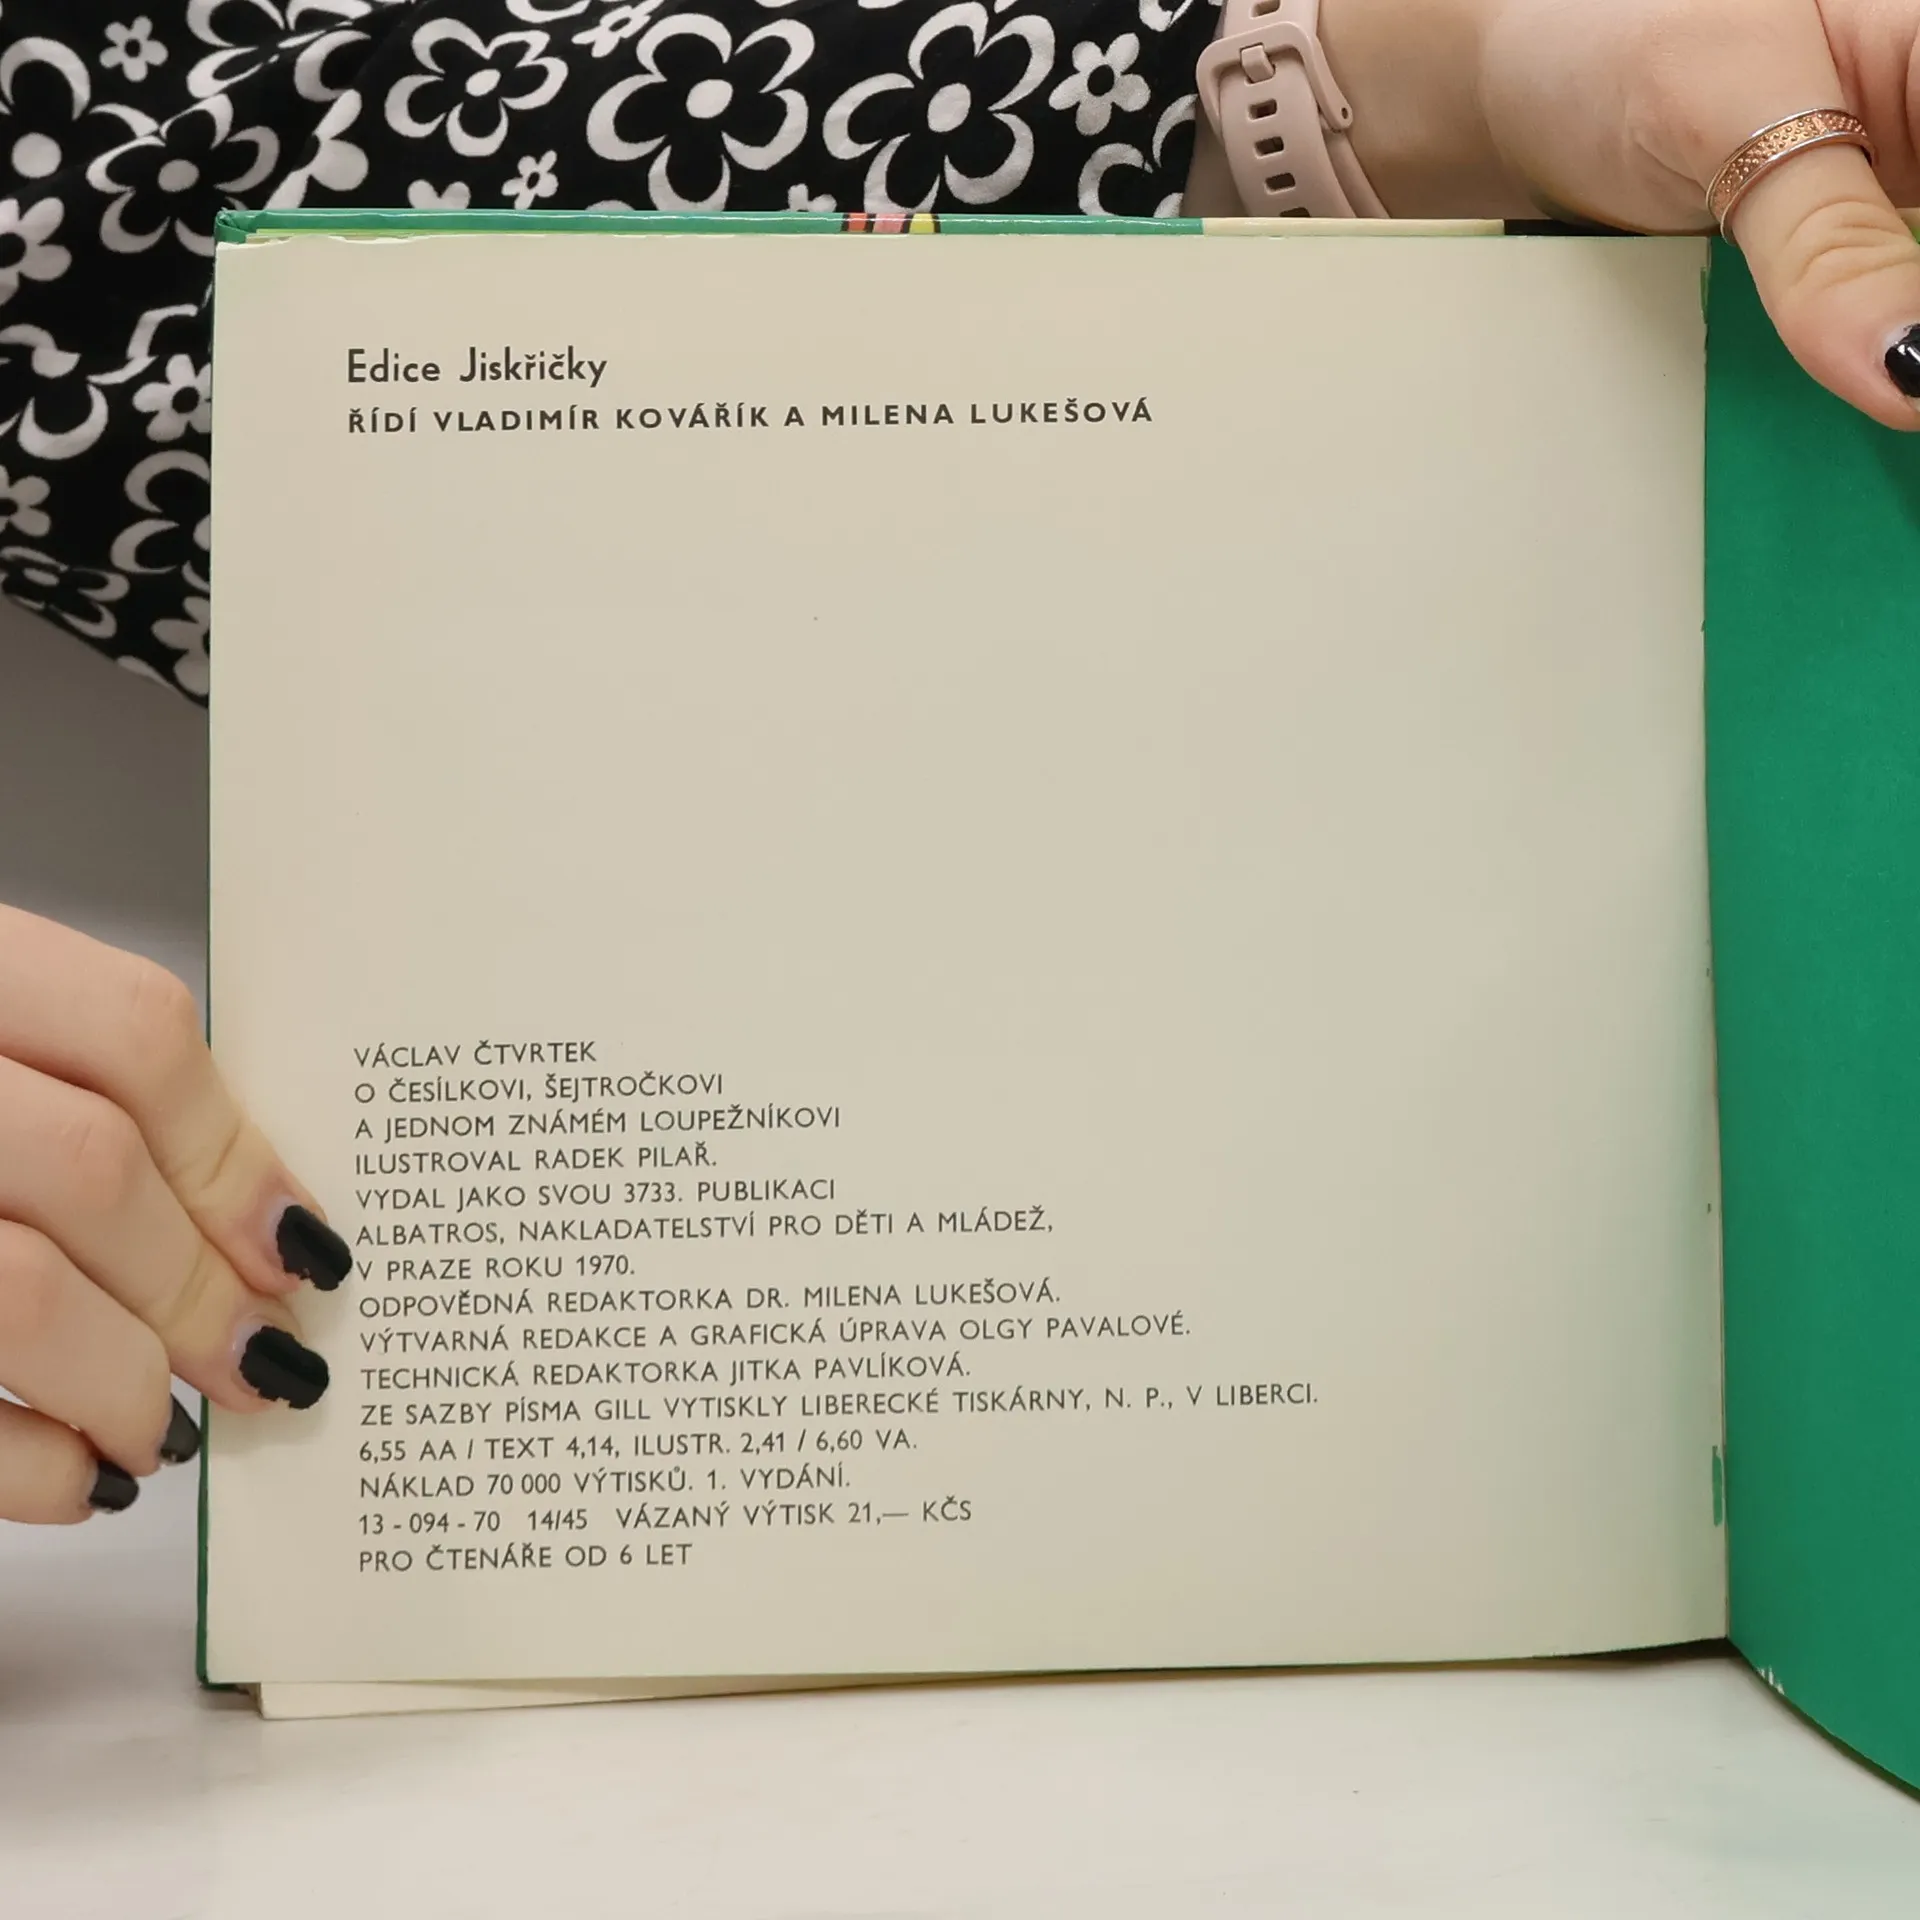 Edice Jiskřičky
ŘÍDÍ VLADIMÍR KOVÁŘÍK A MILENA LUKEŠOVÁ
VÁCLAV ČTVRTEK
O ČESÍLKOVI, ŠEJTROČKOVI
A JEDNOM ZNÁMÉM LOUPEŽNÍKOVI
ILUSTROVAL RADEK PILAŘ.
VYDAL JAKO SVOU 3733. PUBLIKACI
ALBATROS, NAKLADATELSTVÍ PRO DĚTI A MLÁDEŽ,
V PRAZE ROKU 1970.
ODPOVĚDNÁ REDAKTORKA DR. MILENA LUKEŠOVÁ.
VÝTVARNÁ REDAKCE A GRAFICKÁ ÚPRAVA OLGY PAVALOVÉ.
TECHNICKÁ REDAKTORKA JITKA PAVLÍKOVÁ.
ZE SAZBY PÍSMA GILL VYTISKLY LIBERECKÉ TISKÁRNY, N. P., V LIBERCI.
6,55 AA / TEXT 4,14, ILUSTR. 2,41 / 6,60 VA.
NÁKLAD 70 000 VÝTISKŮ. 1. VYDÁNÍ.
13 - 094 - 70 14/45 VÁZANÝ VÝTISK 21,— KČS
PRO ČTENÁŘE OD 6 LET